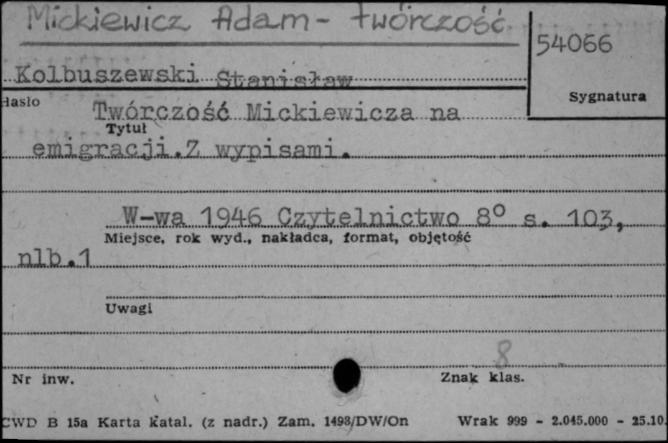 Mickiewicz Adam - twórczość
54066
Kolbuszewski Stanisław
Hasło
Sygnatura
Twórczość Mickiewicza na
Tytuł
emigracji.Z wypisami.
W-wa 1946 Czytelnictwo 8° s. 103,
Miejsce, rok wyd., nakładca, format, objętość
nlb.1
Uwagi
8
Nr inw.
Znak klas.
CWD B 15a Karta katal. (z nadr.) Zam. 1498/DW/On Wrak 999 - 2.045.000 - 25.10.